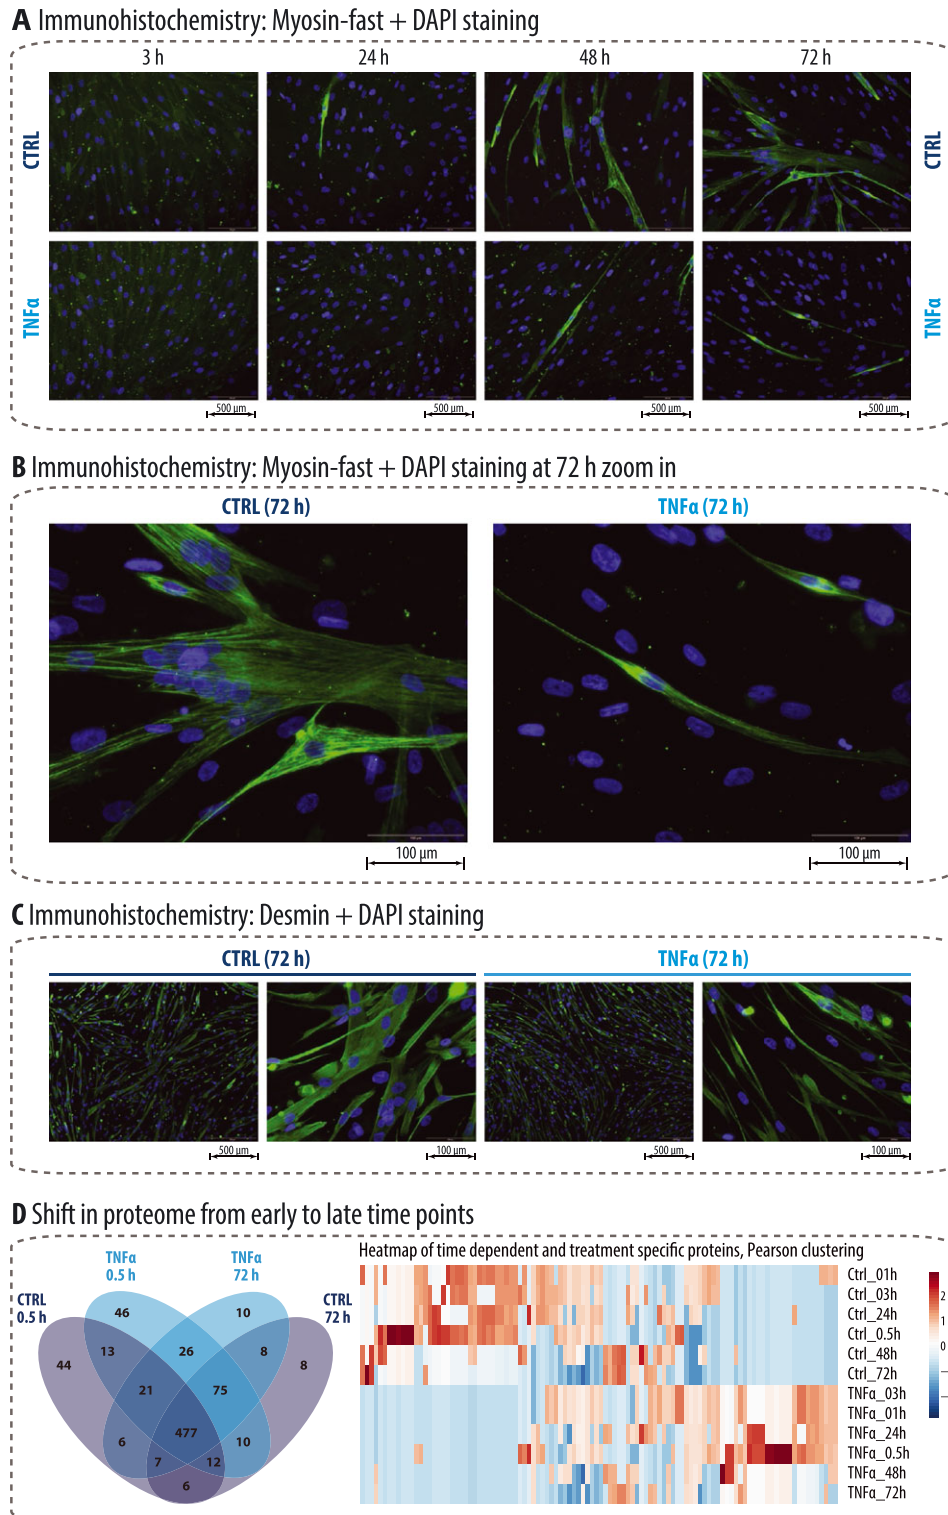 A Immunohistochemistry: Myosin-fast + DAPI staining
3 h 24 h 48 h 72 h
CTRL CTRL
TNFα TNFα
500 µm 500 µm 500 µm 500 µm
B Immunohistochemistry: Myosin-fast + DAPI staining at 72 h zoom in
CTRL (72 h) TNFα (72 h)
100 µm 100 µm
C Immunohistochemistry: Desmin + DAPI staining
CTRL (72 h) TNFα (72 h)
500 µm 100 µm 500 µm 100 µm
D Shift in proteome from early to late time points
TNFα
0.5 h
TNFα
72 h
CTRL
0.5 h
CTRL
72 h
46 10
44 13 26 8 8
21 75
477
6 10
7 12
6
Heatmap of time dependent and treatment specific proteins, Pearson clustering
Ctrl_01h
Ctrl_03h
Ctrl_24h
Ctrl_0.5h
Ctrl_48h
Ctrl_72h
TNFα_03h
TNFα_01h
TNFα_24h
TNFα_0.5h
TNFα_48h
TNFα_72h
2
1
0